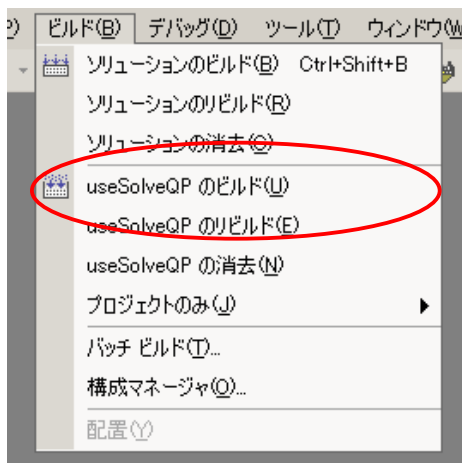 P) ビルド(B) デバッグ(D) ツール(T) ウィンドウ(W
ソリューションのビルド(B) Ctrl+Shift+B
ソリューションのリビルド(R)
ソリューションの消去(C)
useSolveQP のビルド(U)
useSolveQP のリビルド(E)
useSolveQP の消去(N)
プロジェクトのみ(J)
バッチ ビルド(T)...
構成マネージャ(O)...
配置(Y)